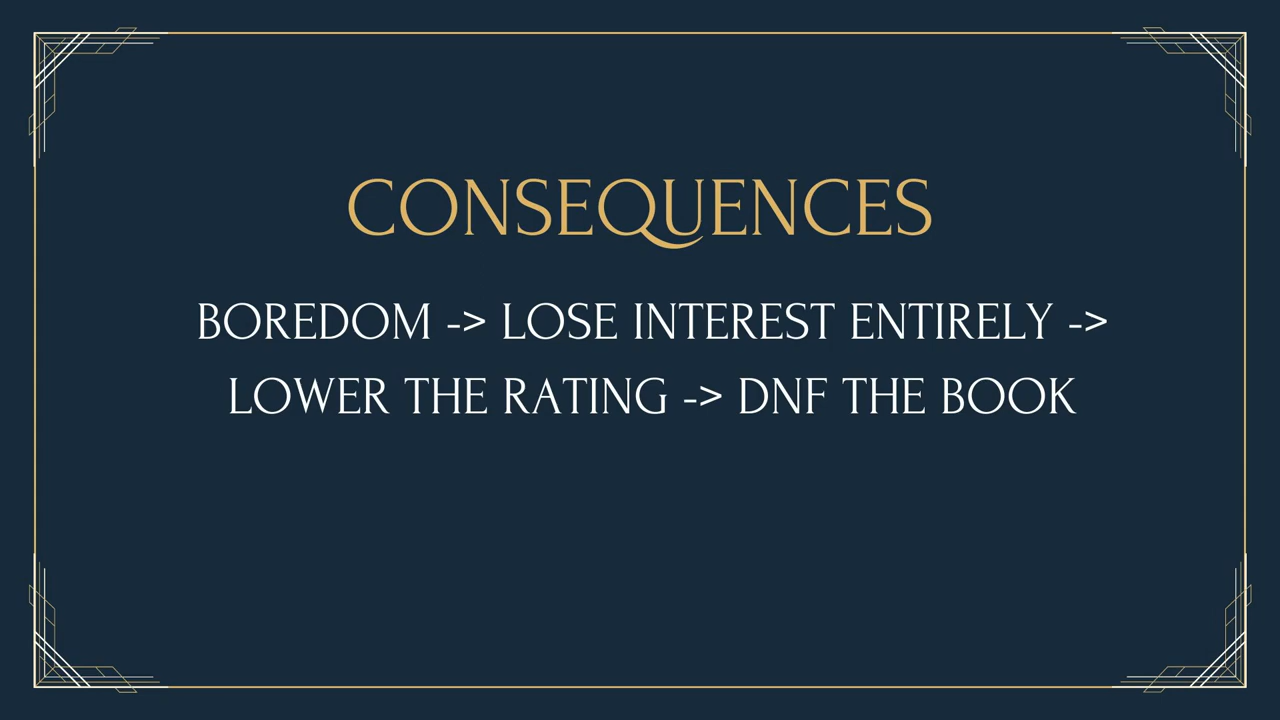 CONSEQUENCES
BOREDOM -> LOSE INTEREST ENTIRELY ->
LOWER THE RATING -> DNF THE BOOK